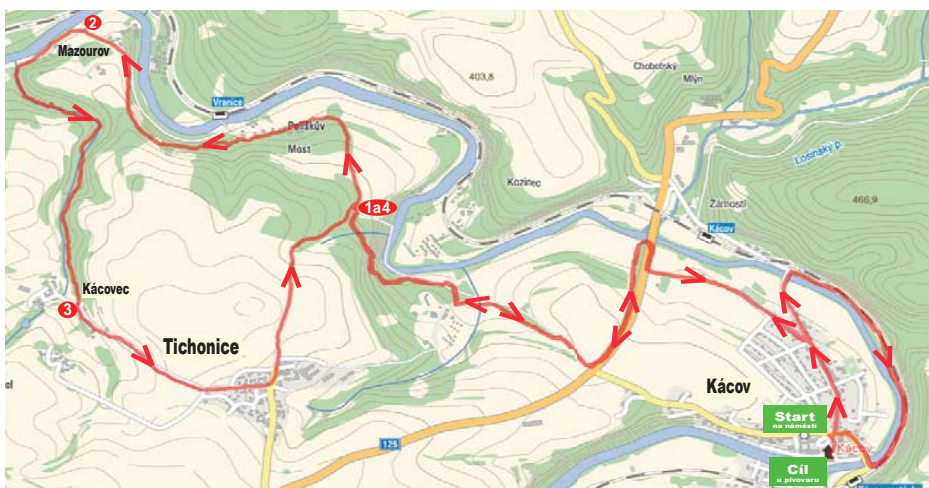 2
Mazourov
Vranice
403,8
Chobotský
Mlýn
Pelíškův
Most
Losinský p.
1a4
Kozinec
Zámostí
466,9
Kácov
Kácovec
3
Tichonice
Kácov
Start
na náměstí
125
Kácov
Cíl
u pivovaru